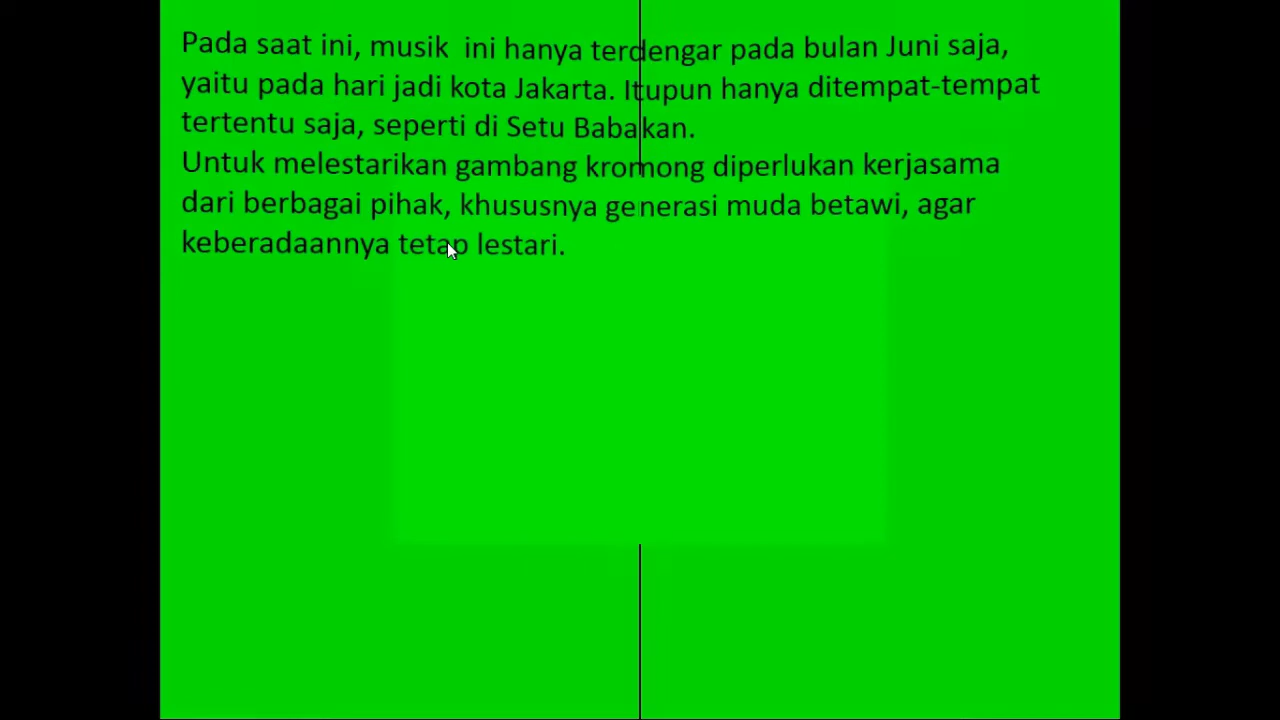 Pada saat ini, musik  ini hanya terdengar pada bulan Juni saja,
yaitu pada hari jadi kota Jakarta. Itupun hanya ditempat-tempat
tertentu saja, seperti di Setu Babakan.
Untuk melestarikan gambang kromong diperlukan kerjasama
dari berbagai pihak, khususnya generasi muda betawi, agar
keberadaannya tetap lestari.